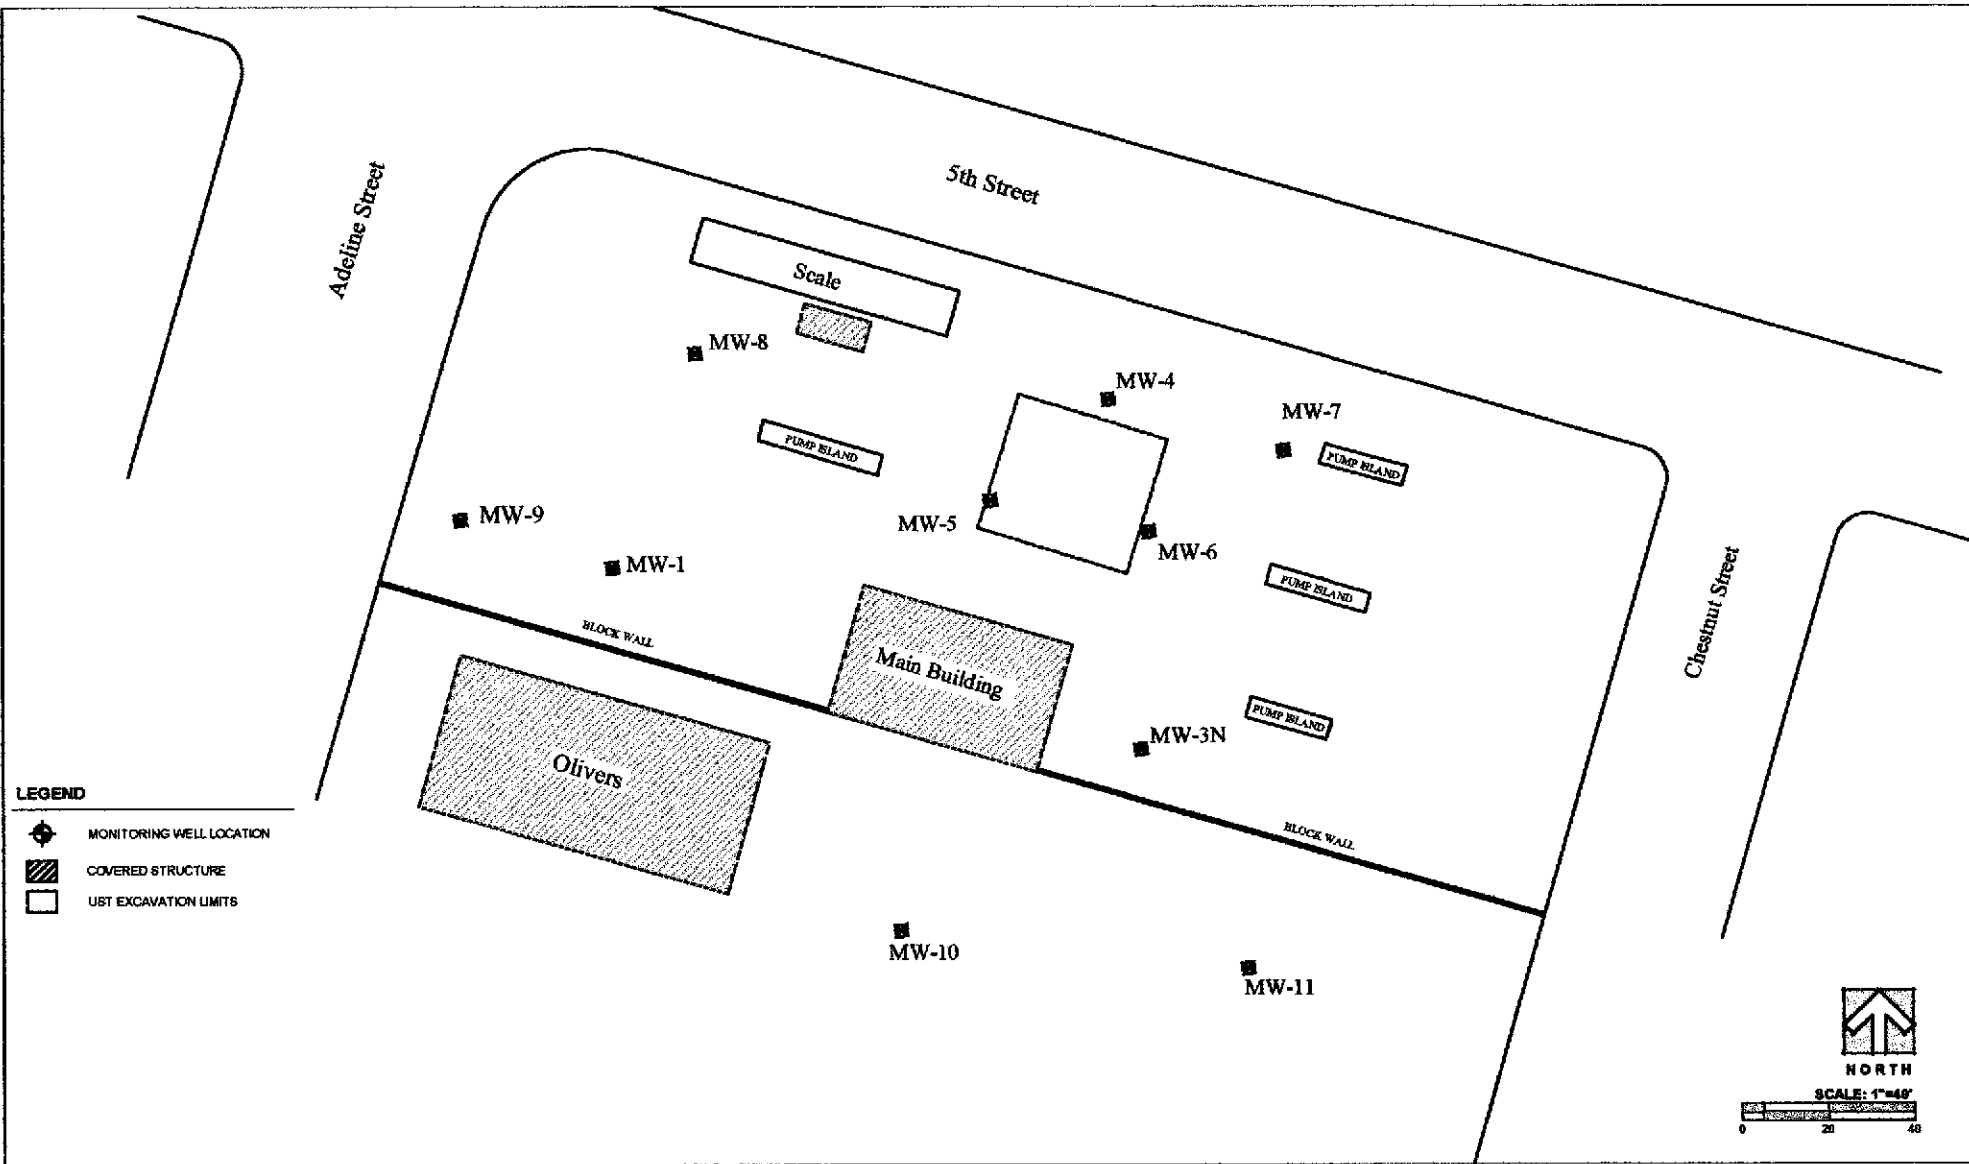 5th Street
Adeline Street
Scale
MW-8
MW-4
MW-7
PUMP ISLAND
PUMP ISLAND
MW-9
MW-5
MW-6
MW-1
PUMP ISLAND
Chestnut Street
BLOCK WALL
Main Building
PUMP ISLAND
MW-3N
Olivers
BLOCK WALL
LEGEND
MONITORING WELL LOCATION
COVERED STRUCTURE
UST EXCAVATION LIMITS
MW-10
MW-11
NORTH
SCALE: 1"=40'
0 20 40